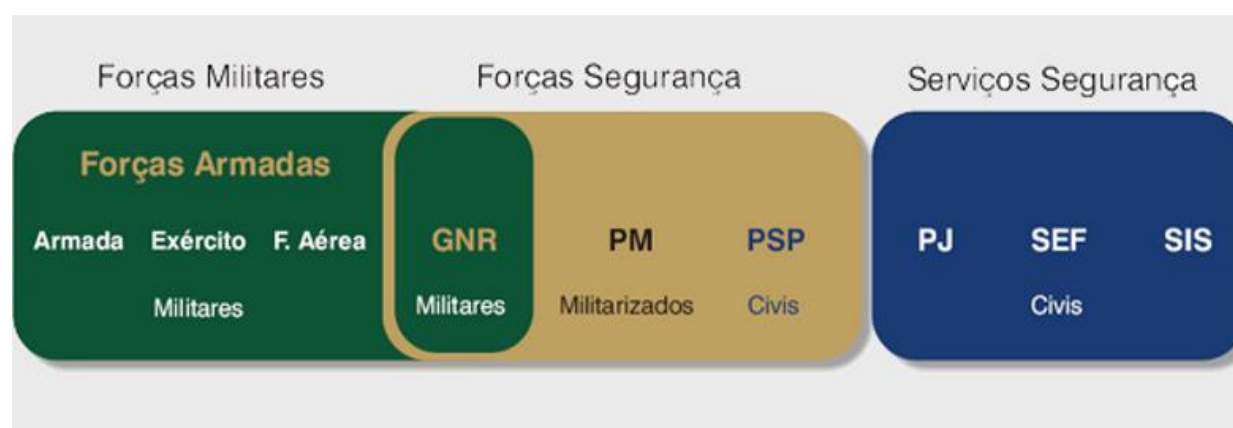 Forças Militares
Forças Segurança
Serviços Segurança
Forças Armadas
Armada Exército F. Aérea
Militares
GNR
Militares
PM
Militarizados
PSP
Civis
PJ SEF SIS
Civis